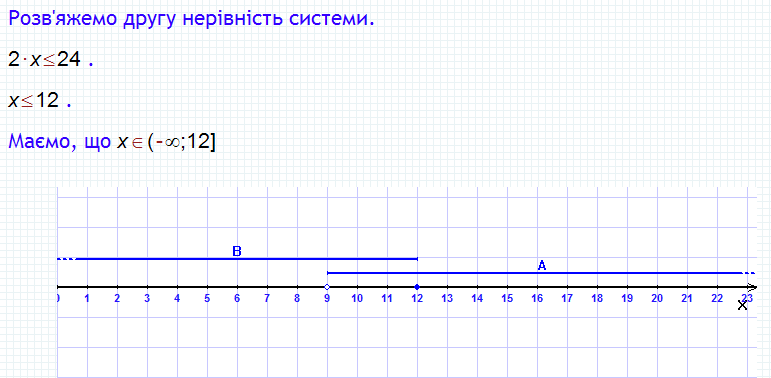 Розв'яжемо другу нерівність системи.
2·x≤24 .
x≤12 .
Маємо, що x∈(-∞;12]
B
A
0 1 2 3 4 5 6 7 8 9 10 11 12 13 14 15 16 17 18 19 20 21 22 23
X